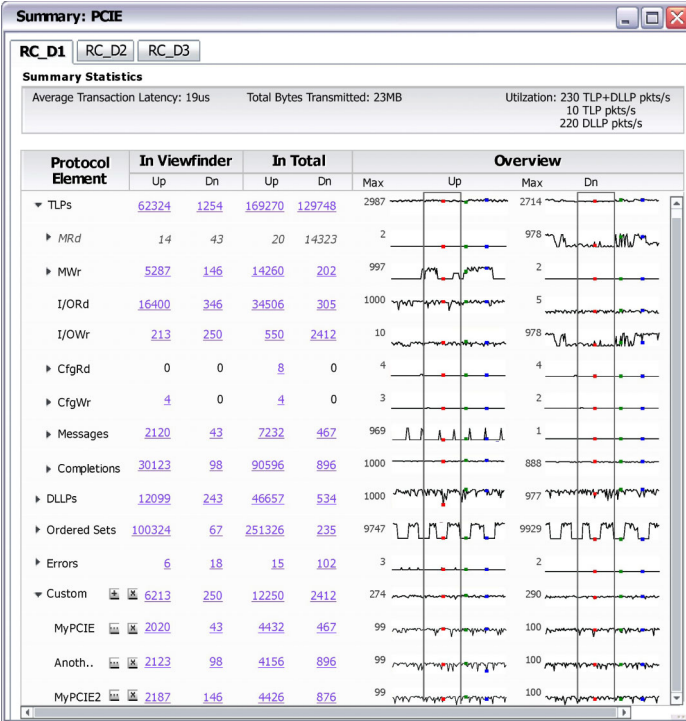 Summary: PCIE
RC_D1 RC_D2 RC_D3
Summary Statistics
Average Transaction Latency: 19us Total Bytes Transmitted: 23MB Utilzation: 230 TLP+DLLP pkts/s
10 TLP pkts/s
220 DLLP pkts/s
Protocol Element In Viewfinder In Total Overview
Up Dn Up Dn Max Up Max Dn
TLPs 62324 1254 169270 129748 2987 2714
MRd 14 43 20 14323 2 978
MWr 5287 146 14260 202 997 2
I/ORd 16400 346 34506 305 1000 5
I/OWr 213 250 550 2412 10 978
CfgRd 0 0 8 0 4 4
CfgWr 4 0 4 0 3 2
Messages 2120 43 7232 467 969 1
Completions 30123 98 90596 896 1000 888
DLLPs 12099 243 46657 534 1000 977
Ordered Sets 100324 67 251326 235 9747 9929
Errors 6 18 15 102 3 2
Custom 6213 250 12250 2412 274 290
MyPCIE 2020 43 4432 467 99 100
Anoth.. 2123 98 4156 896 99 100
MyPCIE2 2187 146 4426 876 99 100